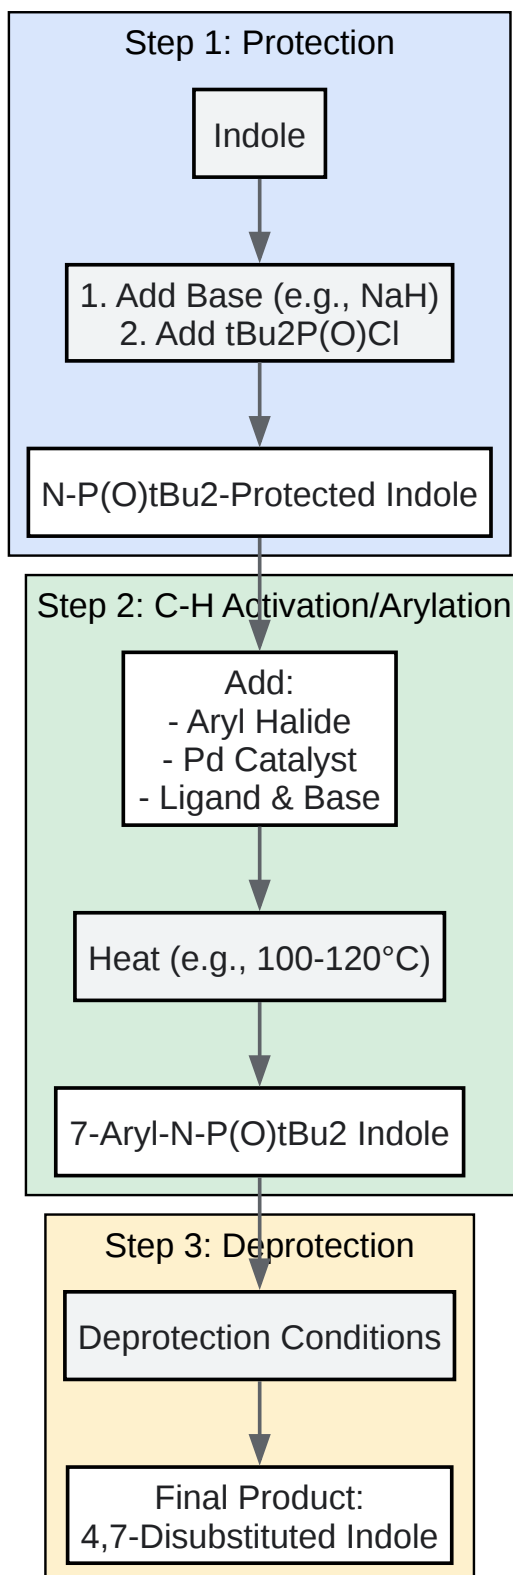 Step 1: Protection
Indole
1. Add Base (e.g., NaH)
2. Add tBu2P(O)Cl
N-P(O)tBu2-Protected Indole
Step 2: C-H Activation/Arylation
Add:
- Aryl Halide
- Pd Catalyst
- Ligand & Base
Heat (e.g., 100-120°C)
7-Aryl-N-P(O)tBu2 Indole
Step 3: Deprotection
Deprotection Conditions
Final Product:
4,7-Disubstituted Indole